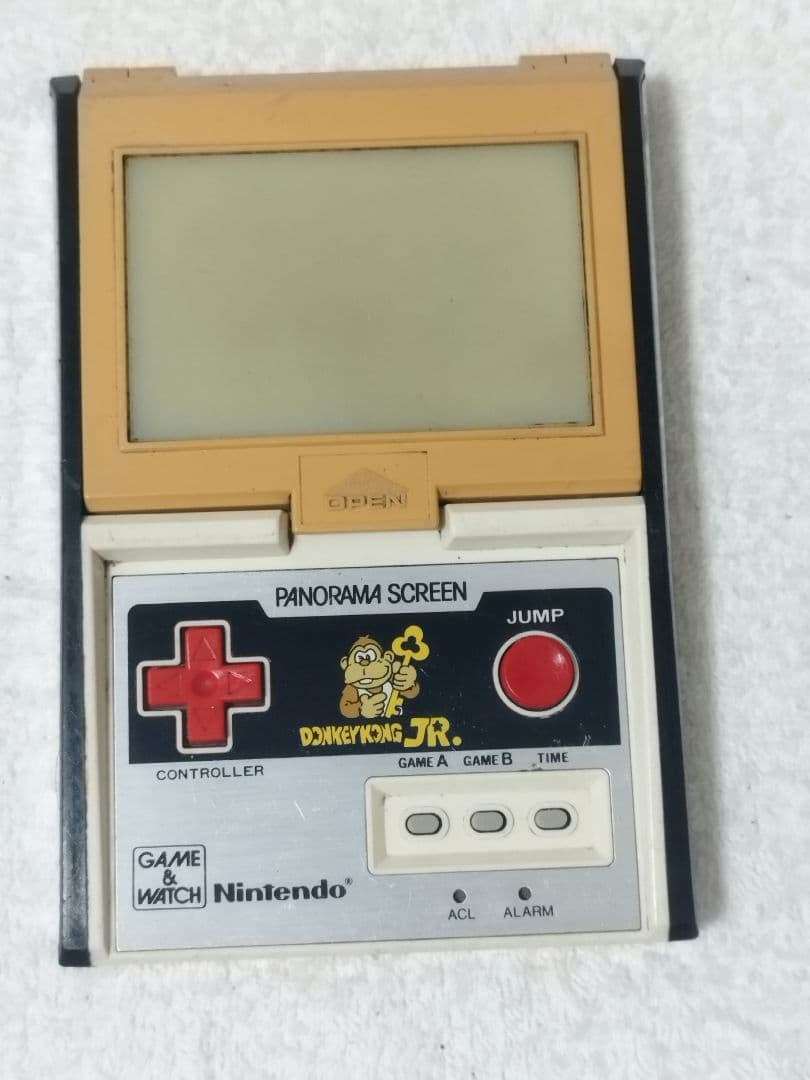 OPEN
PANORAMA SCREEN
JUMP
DONKEY KONG JR.
CONTROLLER
GAME A GAME B TIME
GAME
&
WATCH
Nintendo®
ACL ALARM